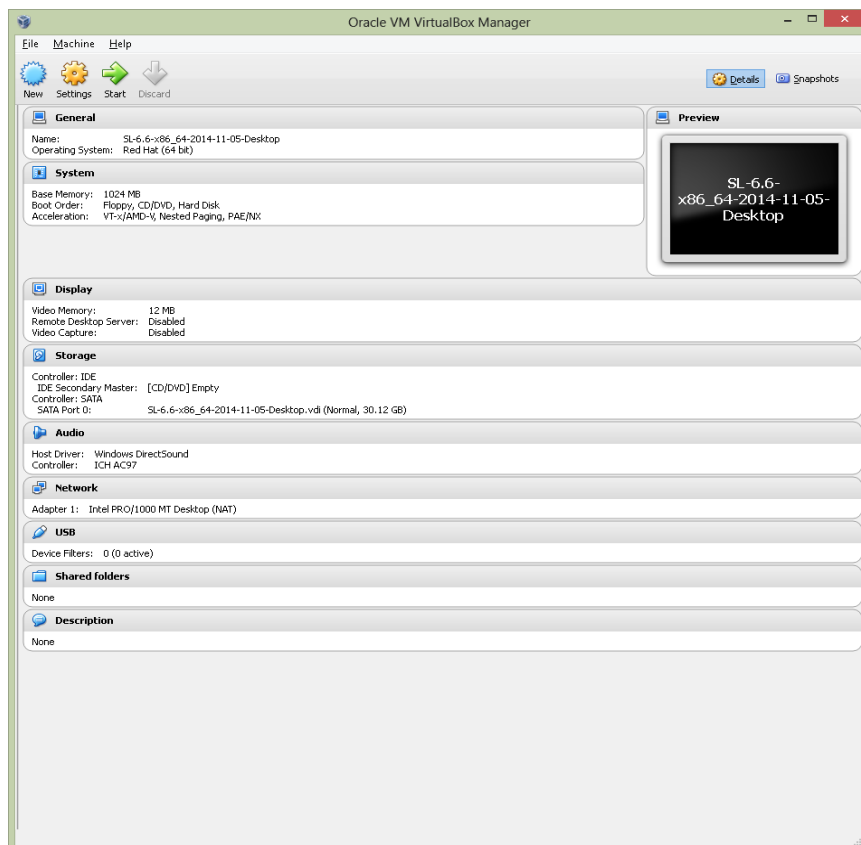 Oracle VM VirtualBox Manager
File Machine Help
New Settings Start Discard
Details Snapshots
General
Name: SL-6.6-x86_64-2014-11-05-Desktop
Operating System: Red Hat (64 bit)
Preview
SL-6.6-
x86_64-2014-11-05-
Desktop
System
Base Memory: 1024 MB
Boot Order: Floppy, CD/DVD, Hard Disk
Acceleration: VT-x/AMD-V, Nested Paging, PAE/NX
Display
Video Memory: 12 MB
Remote Desktop Server: Disabled
Video Capture: Disabled
Storage
Controller: IDE
IDE Secondary Master: [CD/DVD] Empty
Controller: SATA
SATA Port 0: SL-6.6-x86_64-2014-11-05-Desktop.vdi (Normal, 30.12 GB)
Audio
Host Driver: Windows DirectSound
Controller: ICH AC97
Network
Adapter 1: Intel PRO/1000 MT Desktop (NAT)
USB
Device Filters: 0 (0 active)
Shared folders
None
Description
None